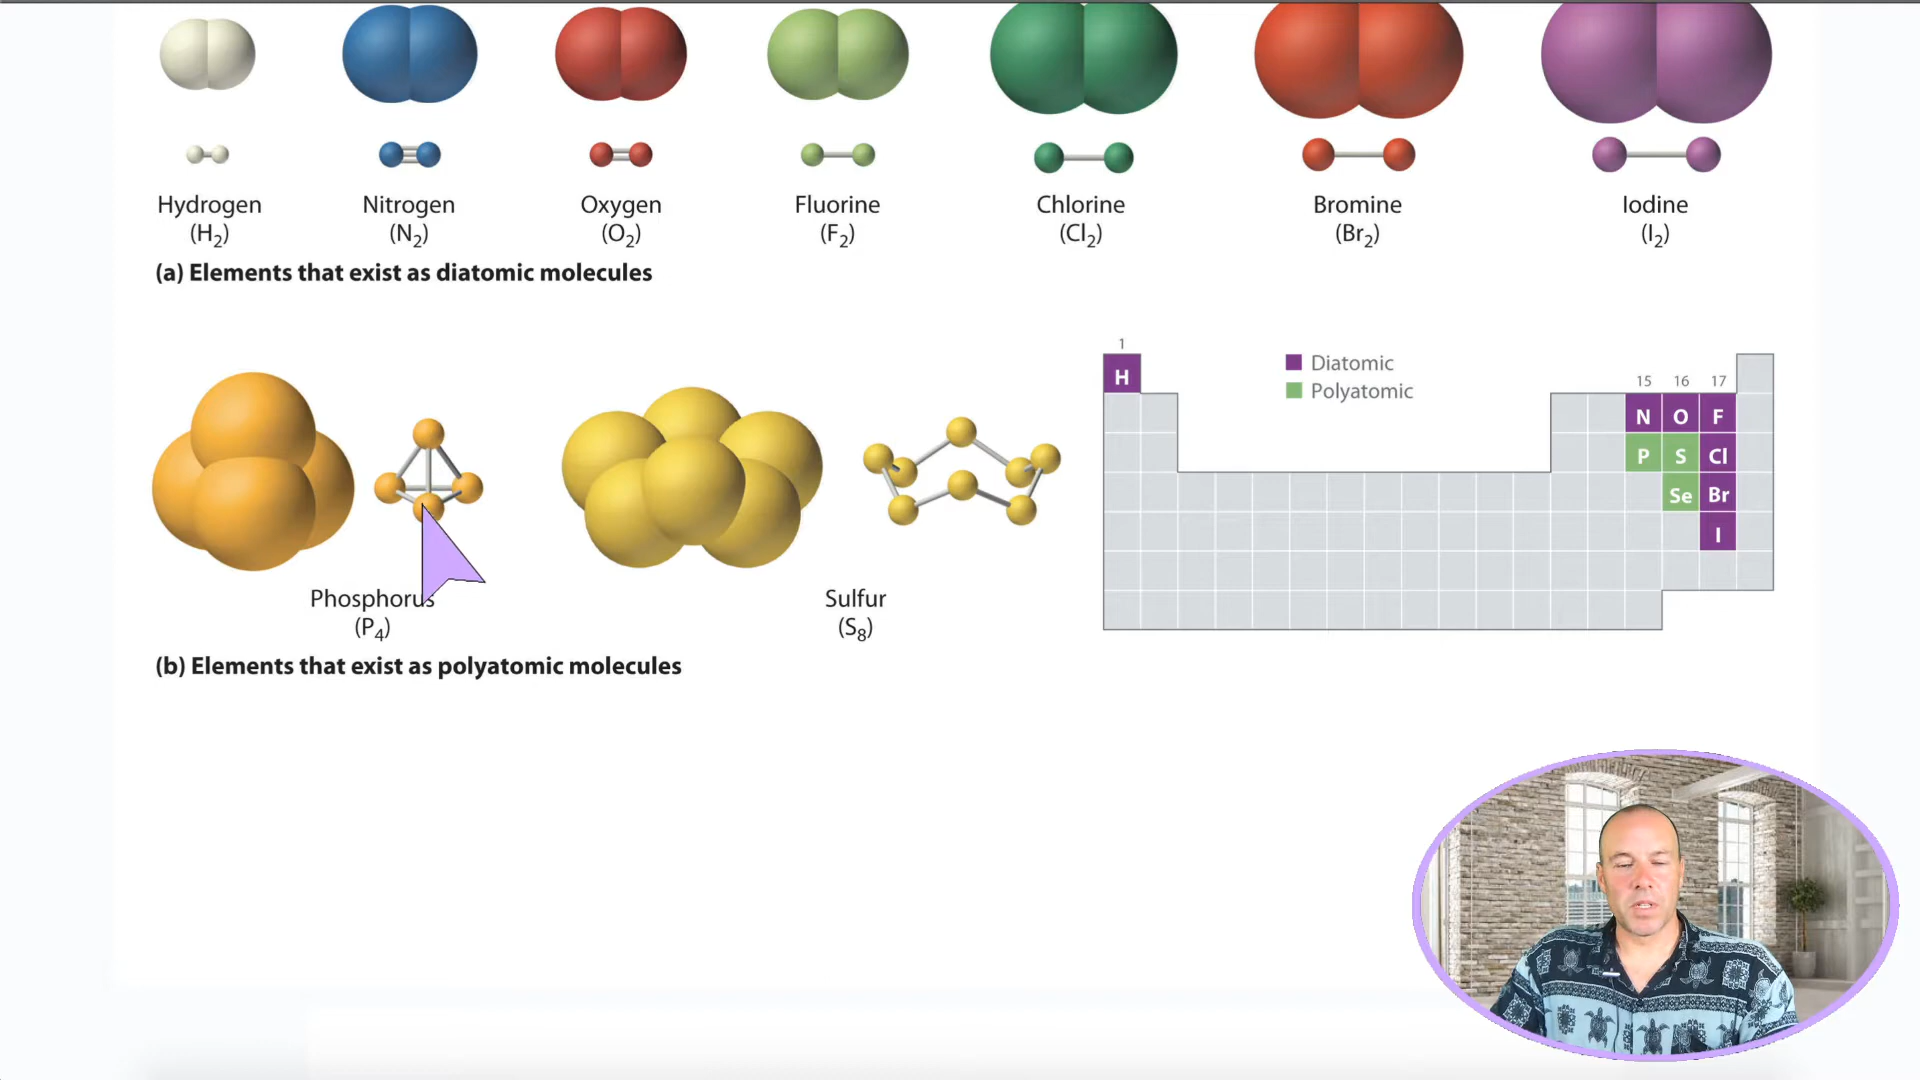 Hydrogen
(H₂)
Nitrogen
(N₂)
Oxygen
(O₂)
Fluorine
(F₂)
Chlorine
(Cl₂)
Bromine
(Br₂)
Iodine
(I₂)
(a) Elements that exist as diatomic molecules
Phosphorus
(P₄)
Sulfur
(S₈)
(b) Elements that exist as polyatomic molecules
Diatomic
Polyatomic
1
15 16 17
H
N O F
P S Cl
Se Br
I